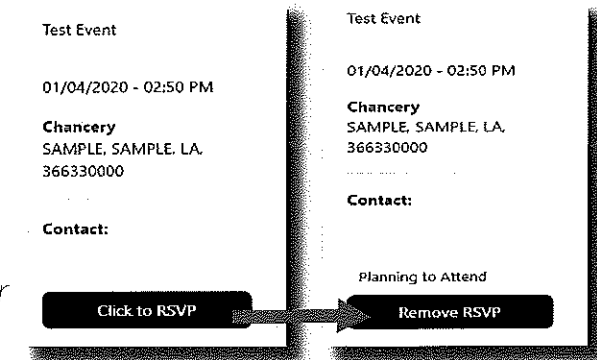 Test Event
01/04/2020 - 02:50 PM
Chancery
SAMPLE, SAMPLE, LA,
366330000
Contact:
Click to RSVP
Test Event
01/04/2020 - 02:50 PM
Chancery
SAMPLE, SAMPLE, LA,
366330000
Contact:
Planning to Attend
Remove RSVP
r